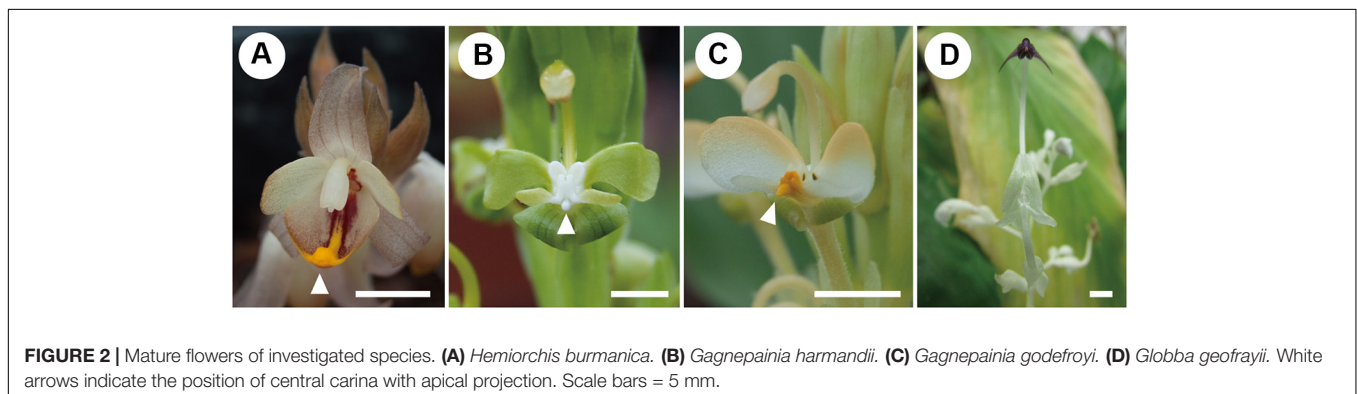 A
B
C
D
FIGURE 2 | Mature flowers of investigated species. (A) Hemiorchis burmanica. (B) Gagnepainia harmandii. (C) Gagnepainia godefroyi. (D) Globba geofrayii. White
arrows indicate the position of central carina with apical projection. Scale bars = 5 mm.